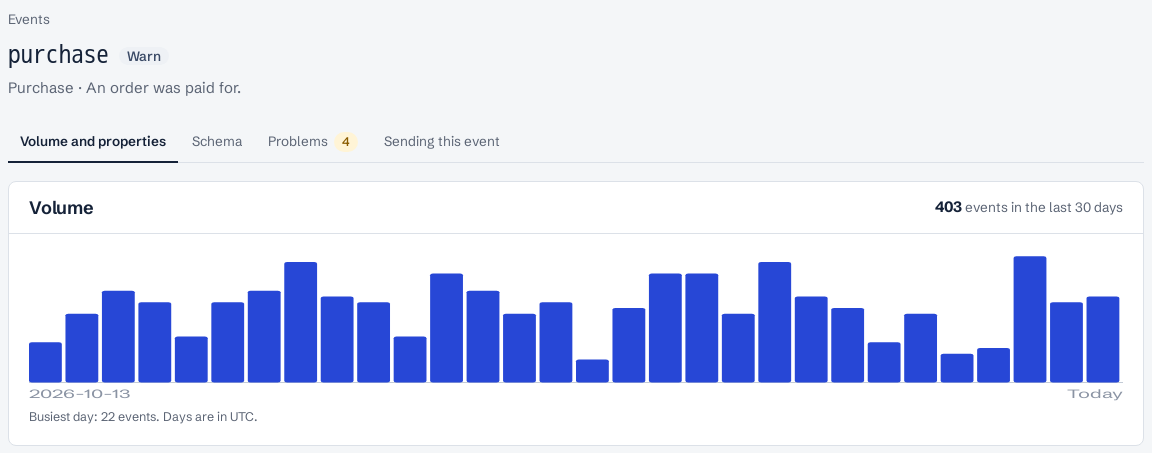 Events
purchase Warn
Purchase · An order was paid for.
Volume and properties Schema Problems 4 Sending this event
Volume 403 events in the last 30 days
2026-10-13 Today
Busiest day: 22 events. Days are in UTC.